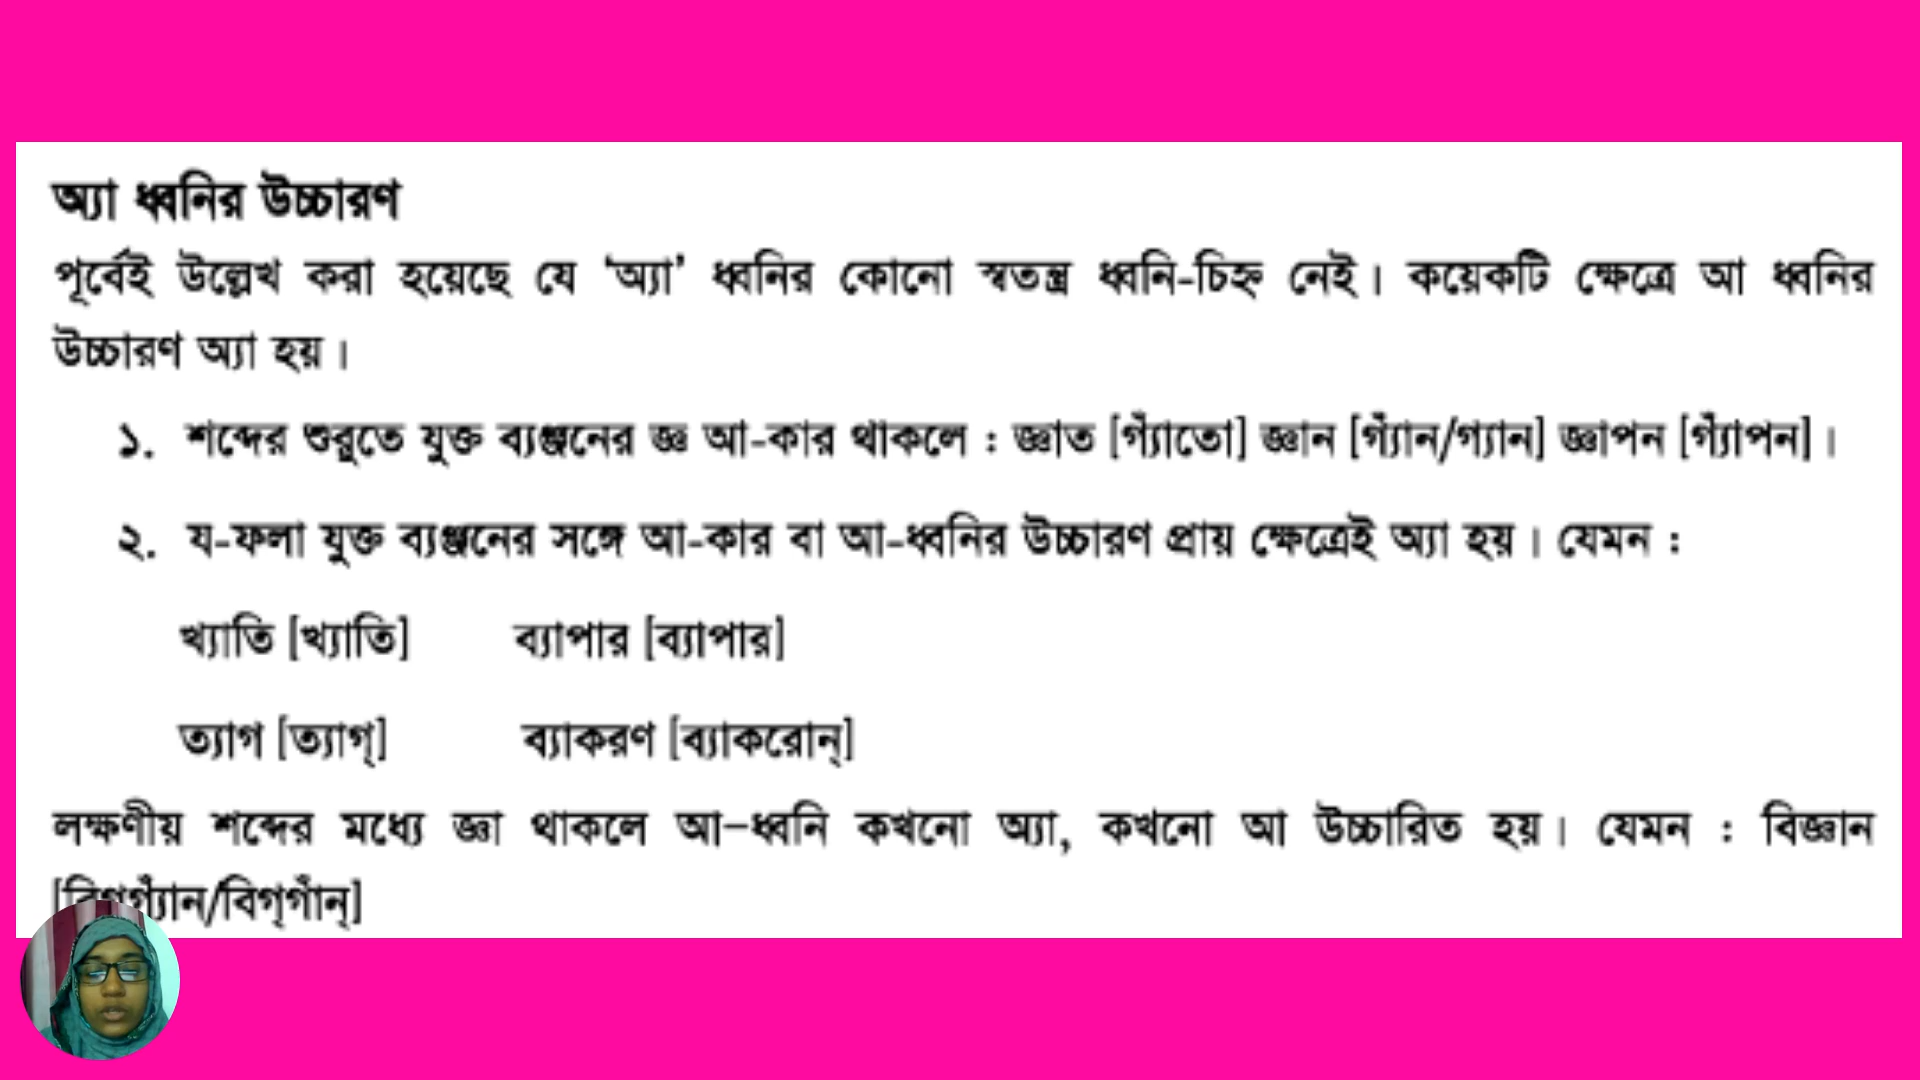 অ্যা ধ্বনির উচ্চারণ
পূর্বেই উল্লেখ করা হয়েছে যে ‘অ্যা’ ধ্বনির কোনো স্বতন্ত্র ধ্বনি-চিহ্ন নেই। কয়েকটি ক্ষেত্রে আ ধ্বনির
উচ্চারণ অ্যা হয়।
১. শব্দের শুরুতে যুক্ত ব্যঞ্জনের জ্ঞ আ-কার থাকলে : জ্ঞাত [গ্যাঁতো] জ্ঞান [গ্যাঁন/গ্যান] জ্ঞাপন [গ্যাঁপন]।
২. য-ফলা যুক্ত ব্যঞ্জনের সঙ্গে আ-কার বা আ-ধ্বনির উচ্চারণ প্রায় ক্ষেত্রেই অ্যা হয়। যেমন :
খ্যাতি [খ্যাতি] ব্যাপার [ব্যাপার]
ত্যাগ [ত্যাগ্] ব্যাকরণ [ব্যাকরোন্]
লক্ষণীয় শব্দের মধ্যে জ্ঞা থাকলে আ–ধ্বনি কখনো অ্যা, কখনো আ উচ্চারিত হয়। যেমন : বিজ্ঞান
[বিগ্‌গ্যাঁন/বিগ্‌গাঁন্]